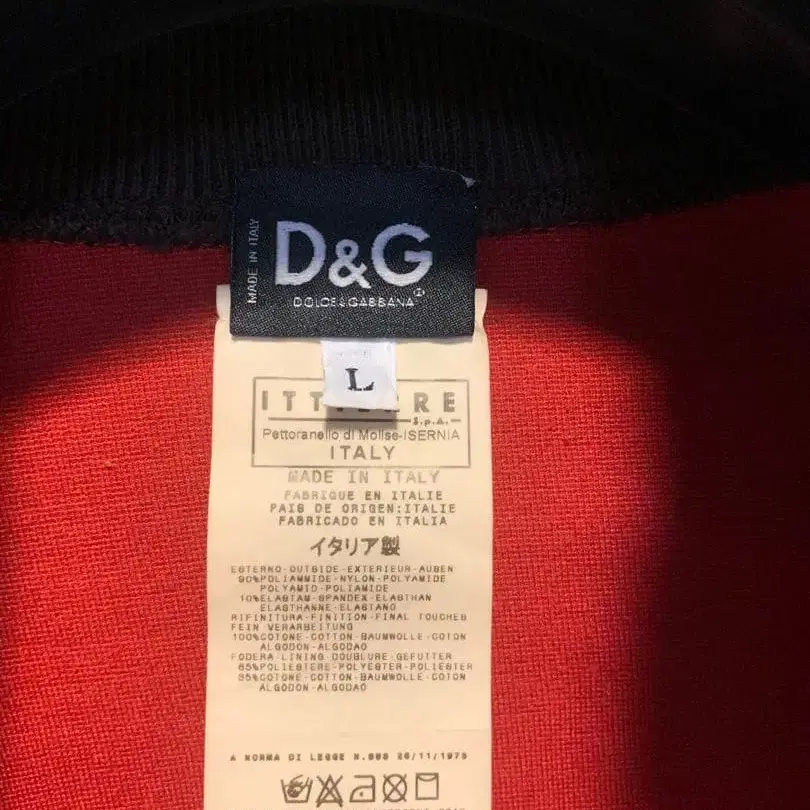 MADE IN ITALY
D&G
DOLCE & GABBANA
L
S.p.A.
Pettoranello di Molise-ISERNIA
ITALY
MADE IN ITALY
FABRIQUE EN ITALIE
PAIS DE ORIGEN:ITALIE
FABRICADO EN ITALIA
イタリア製
ESTERNO-OUTSIDE-EXTERIEUR-AUBEN
90%POLIAMMIDE-NYLON-POLYAMIDE
POLYAMID-POLIAMIDE
10%ELASTAM-SPANDEX-ELASTHAN
ELASTHANNE-ELASTANO
RIFINITURA-FINITION-FINAL TOUCHES
FEIN VERARBEITUNG
100%COTONE-COTTON-BAUMWOLLE-COTON
ALGODON-ALGODAO
FODERA-LINING-DOUBLURE-GEFUTTER
65%POLIESTERE-POLYESTER-POLIESTER
35%COTONE-COTTON-BAUMWOLLE-COTON
ALGODON-ALGODAO
A NORMA DI LEGGE N.883 26/11/1973